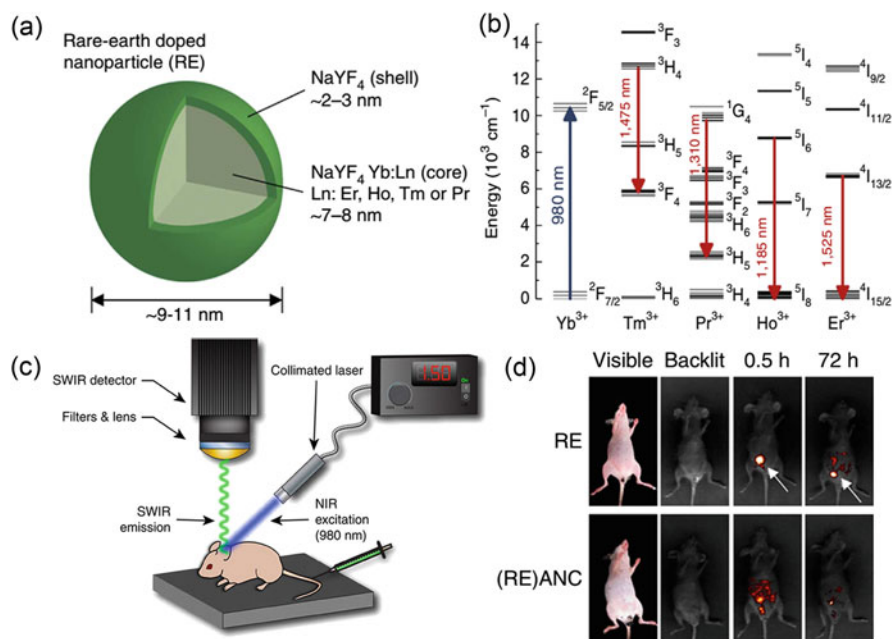 (a)
Rare-earth doped
nanoparticle (RE)
NaYF₄ (shell)
~2–3 nm
NaYF₄ Yb:Ln (core)
Ln: Er, Ho, Tm or Pr
~7–8 nm
~9-11 nm
(b)
Energy (10³ cm⁻¹)
14
12
10
8
6
4
2
0
²F₅/₂
980 nm
²F₇/₂
Yb³⁺
³F₃
³H₄
1,475 nm
³H₅
³F₄
³H₆
Tm³⁺
¹G₄
1,310 nm
³F₄
³F₃
³F₂
³H₆
³H₅
³H₄
Pr³⁺
⁵I₄
⁵I₅
⁵I₆
⁵I₇
1,185 nm
⁵I₈
Ho³⁺
⁴I₉/₂
⁴I₁₁/₂
⁴I₁₃/₂
1,525 nm
⁴I₁₅/₂
Er³⁺
(c)
SWIR detector
Filters & lens
Collimated laser
1.50
SWIR
emission
NIR
excitation
(980 nm)
(d)
Visible Backlit 0.5 h 72 h
RE
(RE)ANC